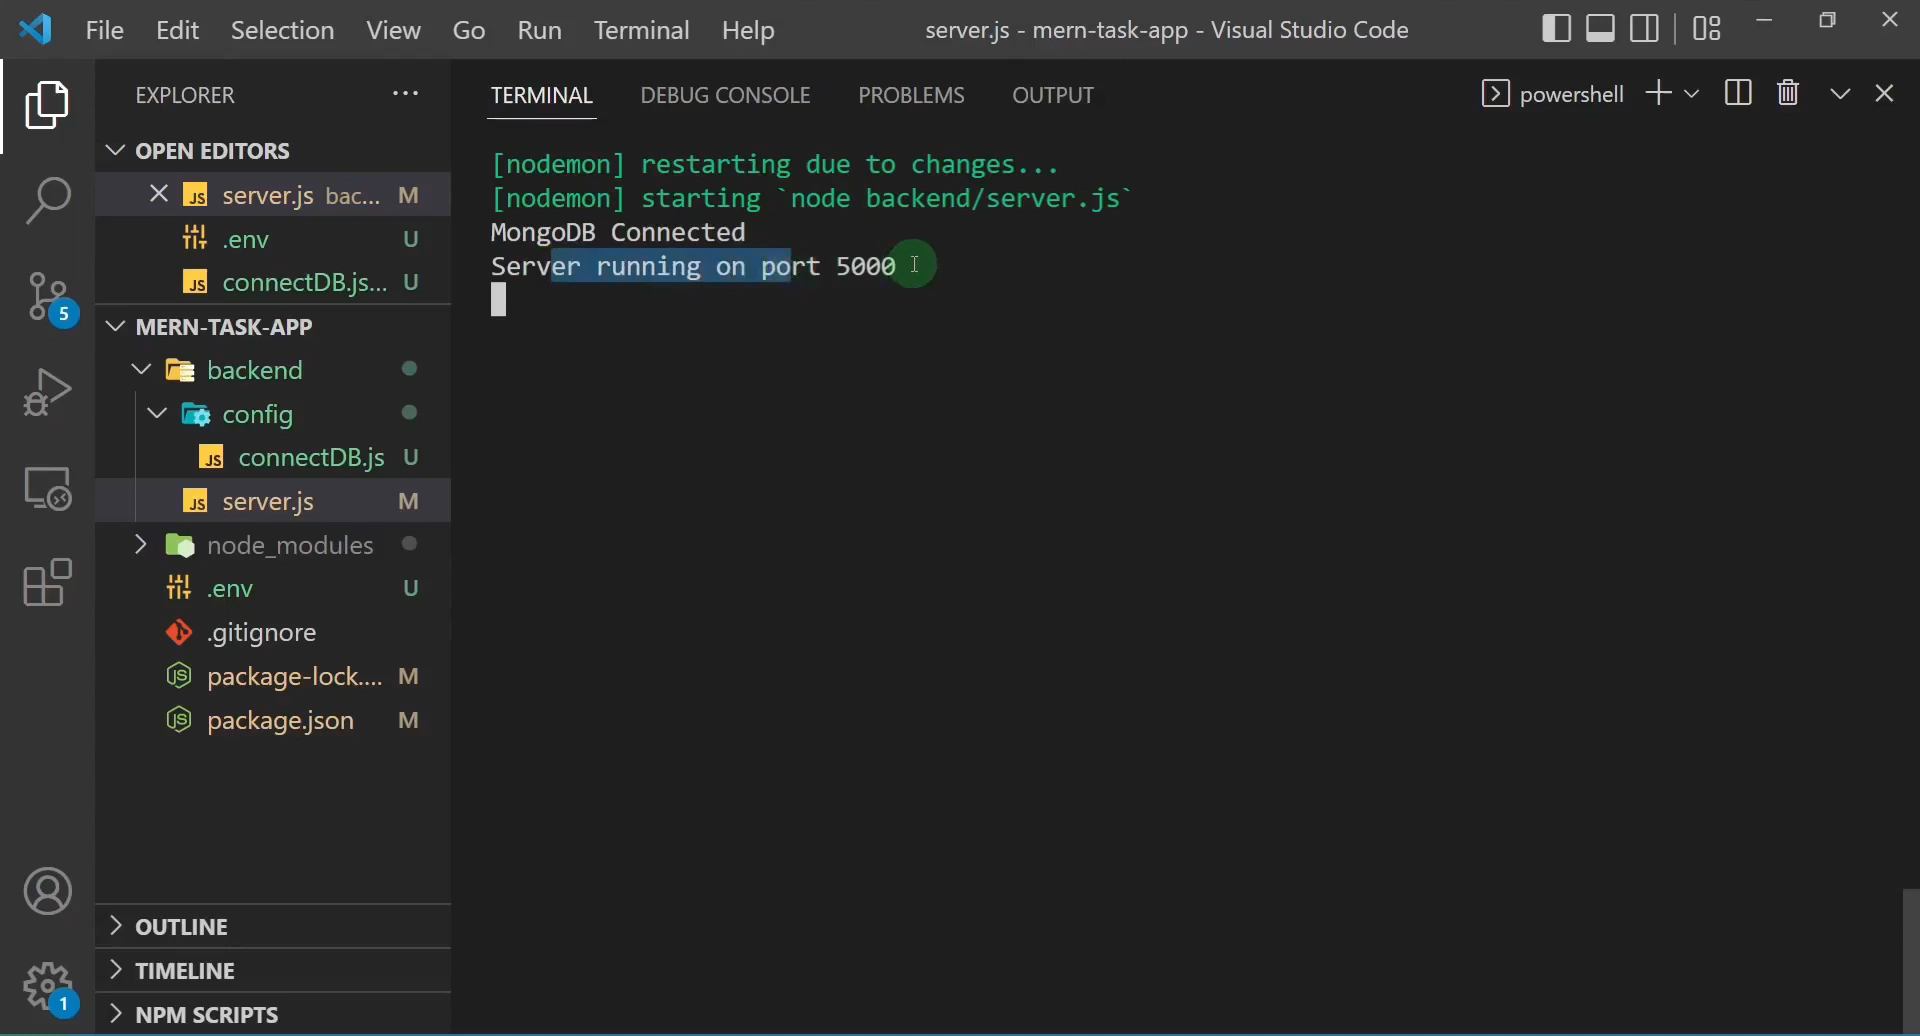 File Edit Selection View Go Run Terminal Help server.js - mern-task-app - Visual Studio Code
EXPLORER
OPEN EDITORS
server.js bac... M
.env U
connectDB.js... U
MERN-TASK-APP
backend
config
connectDB.js U
server.js M
node_modules
.env U
.gitignore
package-lock.... M
package.json M
OUTLINE
TIMELINE
NPM SCRIPTS
5
1
TERMINAL DEBUG CONSOLE PROBLEMS OUTPUT powershell
[nodemon] restarting due to changes...
[nodemon] starting `node backend/server.js`
MongoDB Connected
Server running on port 5000